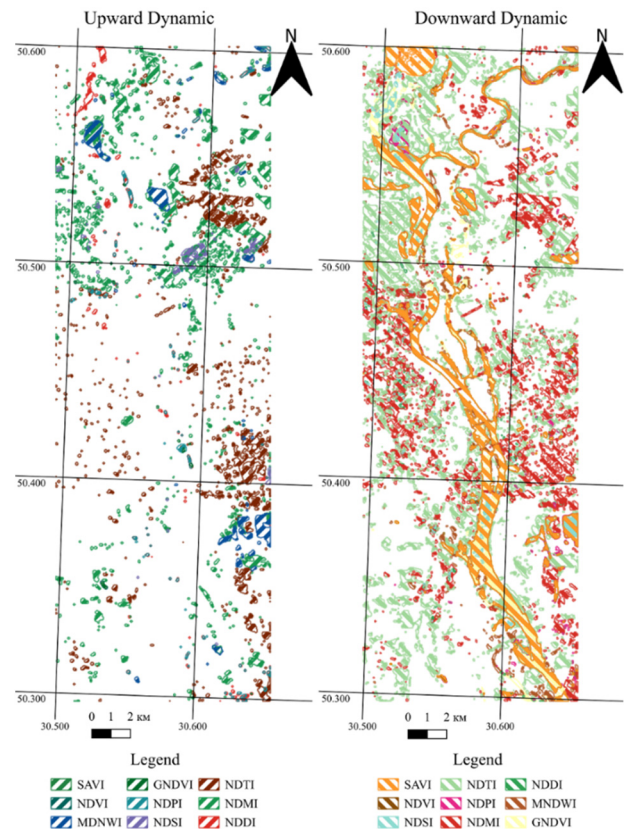 Upward Dynamic
N
50.600
50.500
50.400
50.300
30.500
30.600
0 1 2 км
Legend
SAVI GNDVI NDTI
NDVI NDPI NDMI
MDNWI NDSI NDDI
Downward Dynamic
N
50.600
50.500
50.400
50.300
30.500
30.600
0 1 2 км
Legend
SAVI NDTI NDDI
NDVI NDPI MNDWI
NDSI NDMI GNDVI